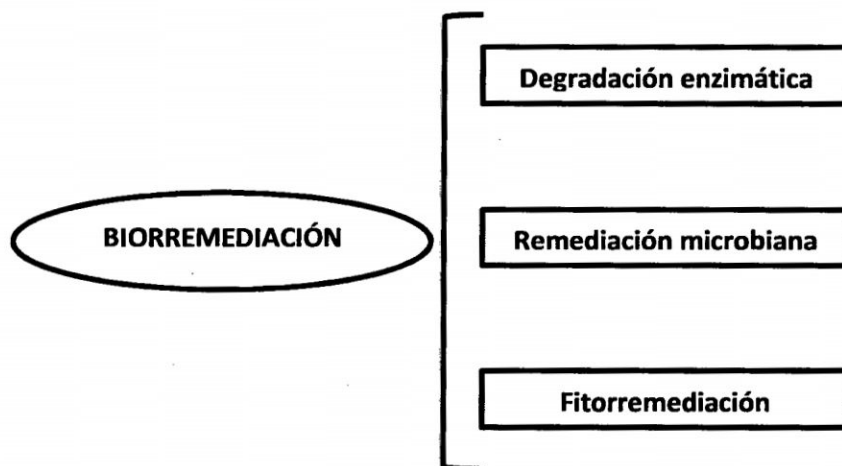 Degradación enzimática
BIORREMEDIACIÓN
Remediación microbiana
Fitorremediación